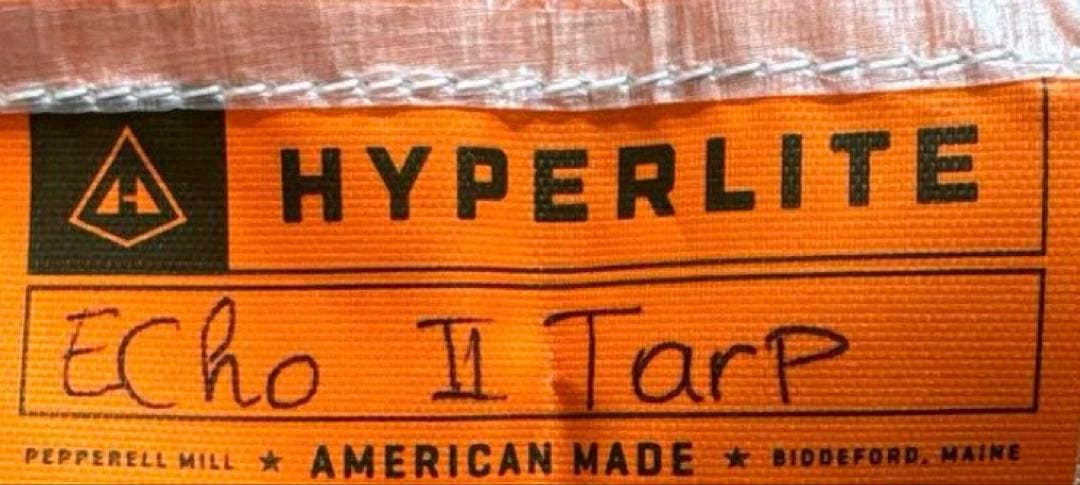 HYPERLITE
ECho II Tarp
PEPPERELL MILL ★ AMERICAN MADE ★ BIDDEFORD, MAINE